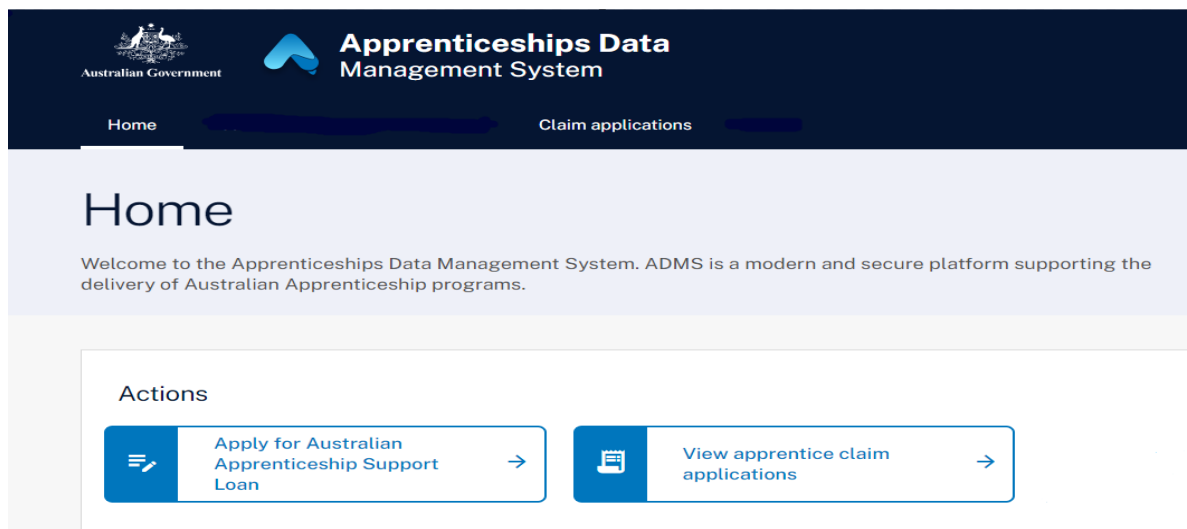 Australian Government
Apprenticeships Data
Management System
Home
Claim applications
Home
Welcome to the Apprenticeships Data Management System. ADMS is a modern and secure platform supporting the
delivery of Australian Apprenticeship programs.
Actions
Apply for Australian
Apprenticeship Support
Loan
View apprentice claim
applications